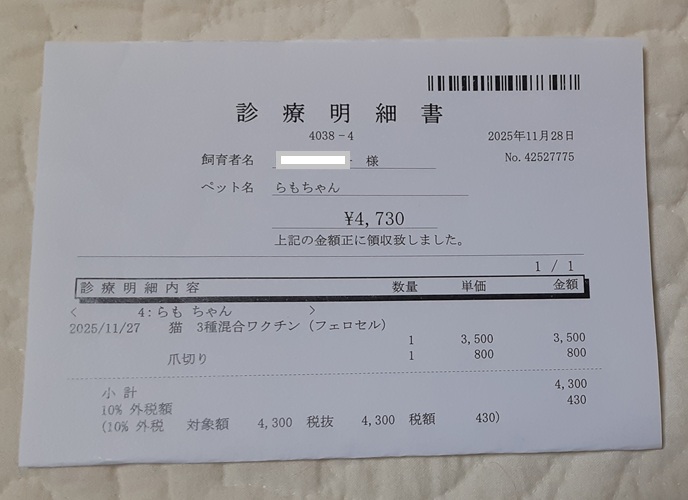 診療明細書
4038-4 2025年11月28日
飼育者名 様 No.42527775
ペット名 らもちゃん
¥4,730
上記の金額正に領収致しました。
1 / 1
診療明細内容 数量 単価 金額
< 4:らも ちゃん >
2025/11/27 猫 3種混合ワクチン（フェロセル） 1 3,500 3,500
爪切り 1 800 800
小計 4,300
10% 外税額 430
(10% 外税 対象額 4,300 税抜 4,300 税額 430)